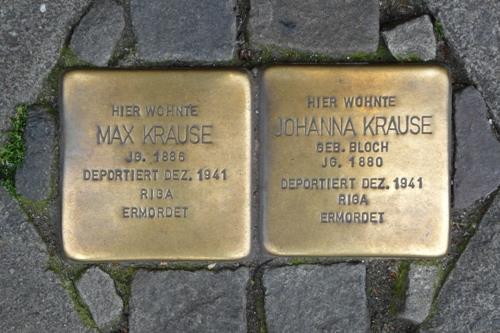 HIER WOHNTE
MAX KRAUSE
JG. 1886
DEPORTIERT DEZ. 1941
RIGA
ERMORDET
HIER WOHNTE
JOHANNA KRAUSE
GEB. BLOCH
JG. 1880
DEPORTIERT DEZ. 1941
RIGA
ERMORDET